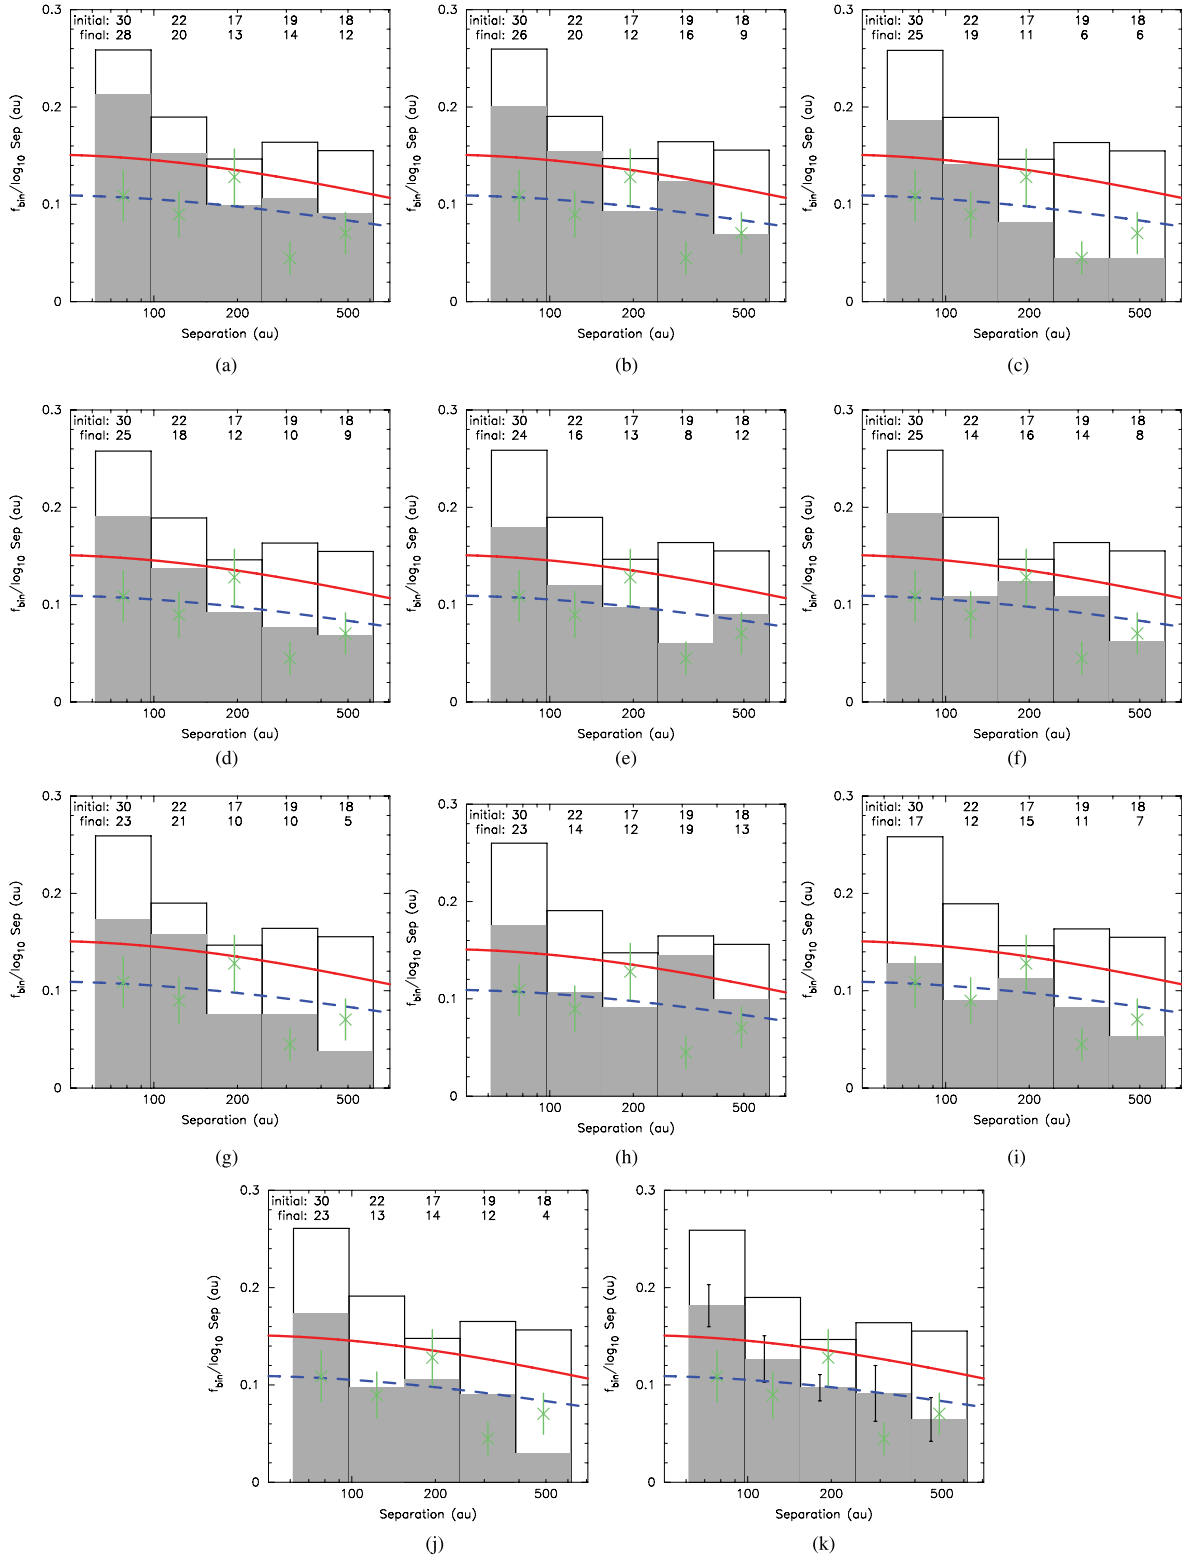 initial: 30 22 17 19 18
final: 28 20 13 14 12
0.3
0.2
0.1
0
f_bin/log_10 Sep (au)
100 200 500
Separation (au)
(a)
initial: 30 22 17 19 18
final: 26 20 12 16 9
0.3
0.2
0.1
0
f_bin/log_10 Sep (au)
100 200 500
Separation (au)
(b)
initial: 30 22 17 19 18
final: 25 19 11 6 6
0.3
0.2
0.1
0
f_bin/log_10 Sep (au)
100 200 500
Separation (au)
(c)
initial: 30 22 17 19 18
final: 25 18 12 10 9
0.3
0.2
0.1
0
f_bin/log_10 Sep (au)
100 200 500
Separation (au)
(d)
initial: 30 22 17 19 18
final: 24 16 13 8 12
0.3
0.2
0.1
0
f_bin/log_10 Sep (au)
100 200 500
Separation (au)
(e)
initial: 30 22 17 19 18
final: 25 14 16 14 8
0.3
0.2
0.1
0
f_bin/log_10 Sep (au)
100 200 500
Separation (au)
(f)
initial: 30 22 17 19 18
final: 23 21 10 10 5
0.3
0.2
0.1
0
f_bin/log_10 Sep (au)
100 200 500
Separation (au)
(g)
initial: 30 22 17 19 18
final: 23 14 12 19 13
0.3
0.2
0.1
0
f_bin/log_10 Sep (au)
100 200 500
Separation (au)
(h)
initial: 30 22 17 19 18
final: 17 12 15 11 7
0.3
0.2
0.1
0
f_bin/log_10 Sep (au)
100 200 500
Separation (au)
(i)
initial: 30 22 17 19 18
final: 23 13 14 12 4
0.3
0.2
0.1
0
f_bin/log_10 Sep (au)
100 200 500
Separation (au)
(j)
0.3
0.2
0.1
0
f_bin/log_10 Sep (au)
100 200 500
Separation (au)
(k)